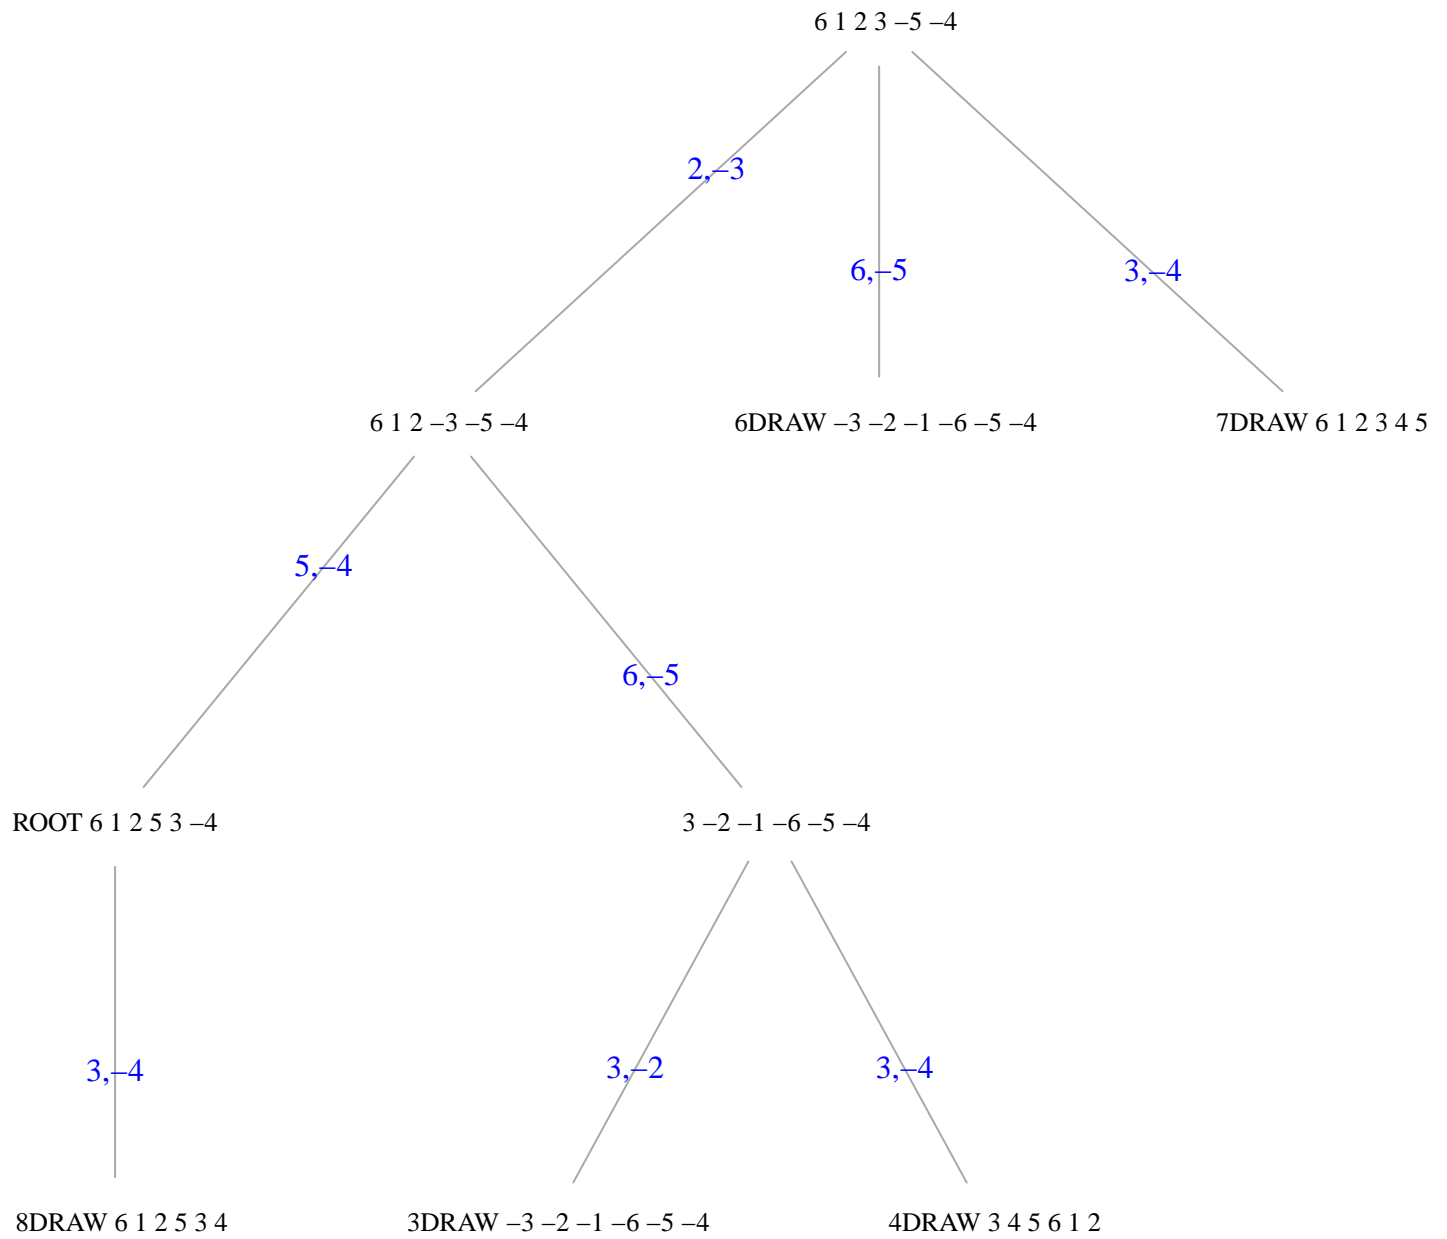 6 1 2 3 –5 –4
2,–3
6,–5
3,–4
6 1 2 –3 –5 –4
6DRAW –3 –2 –1 –6 –5 –4
7DRAW 6 1 2 3 4 5
5,–4
6,–5
ROOT 6 1 2 5 3 –4
3 –2 –1 –6 –5 –4
3,–4
3,–2
3,–4
8DRAW 6 1 2 5 3 4
3DRAW –3 –2 –1 –6 –5 –4
4DRAW 3 4 5 6 1 2